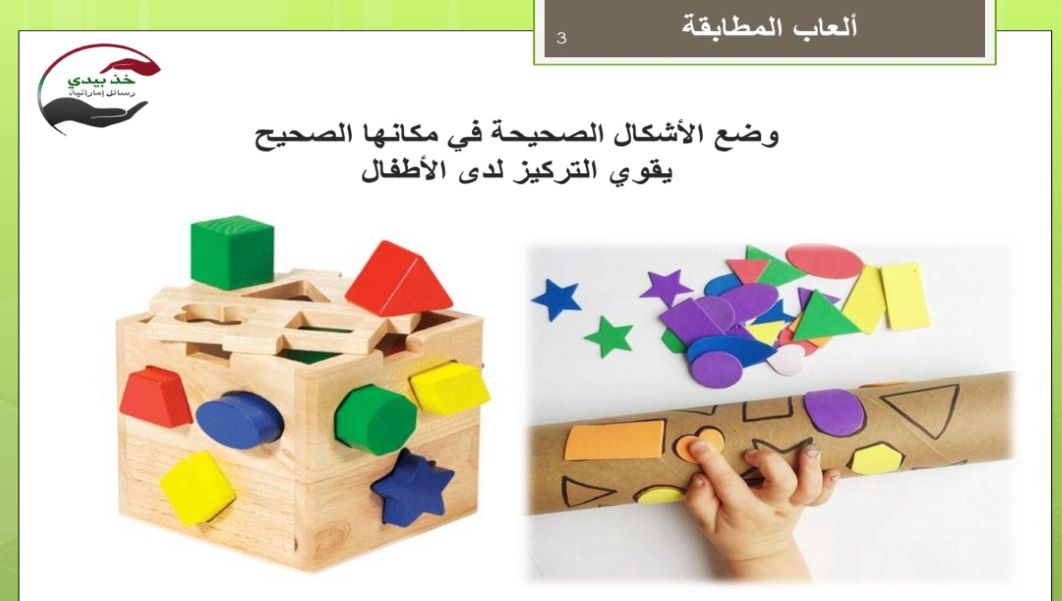 ألعاب المطابقة
3
خذ بيدي
رسائل إماراتية
وضع الأشكال الصحيحة في مكانها الصحيح
يقوي التركيز لدى الأطفال